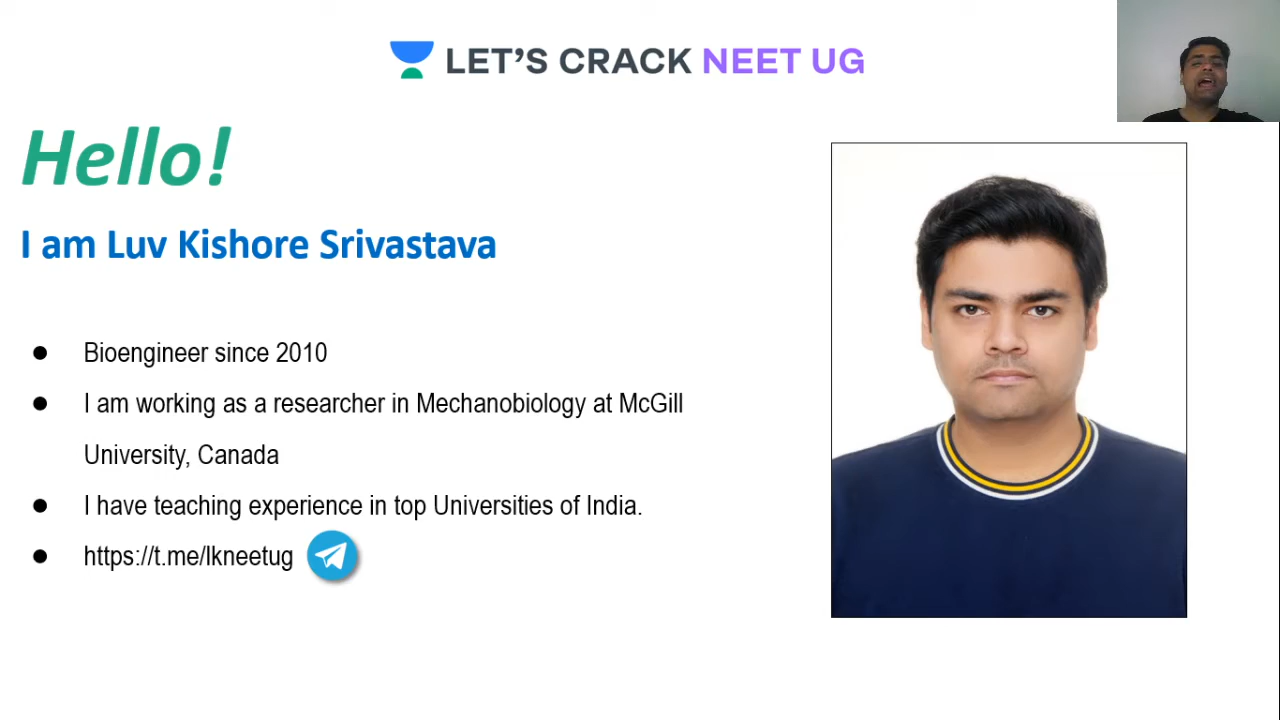 LET'S CRACK NEET UG
Hello!
I am Luv Kishore Srivastava
● Bioengineer since 2010
● I am working as a researcher in Mechanobiology at McGill
University, Canada
● I have teaching experience in top Universities of India.
● https://t.me/lkneetug